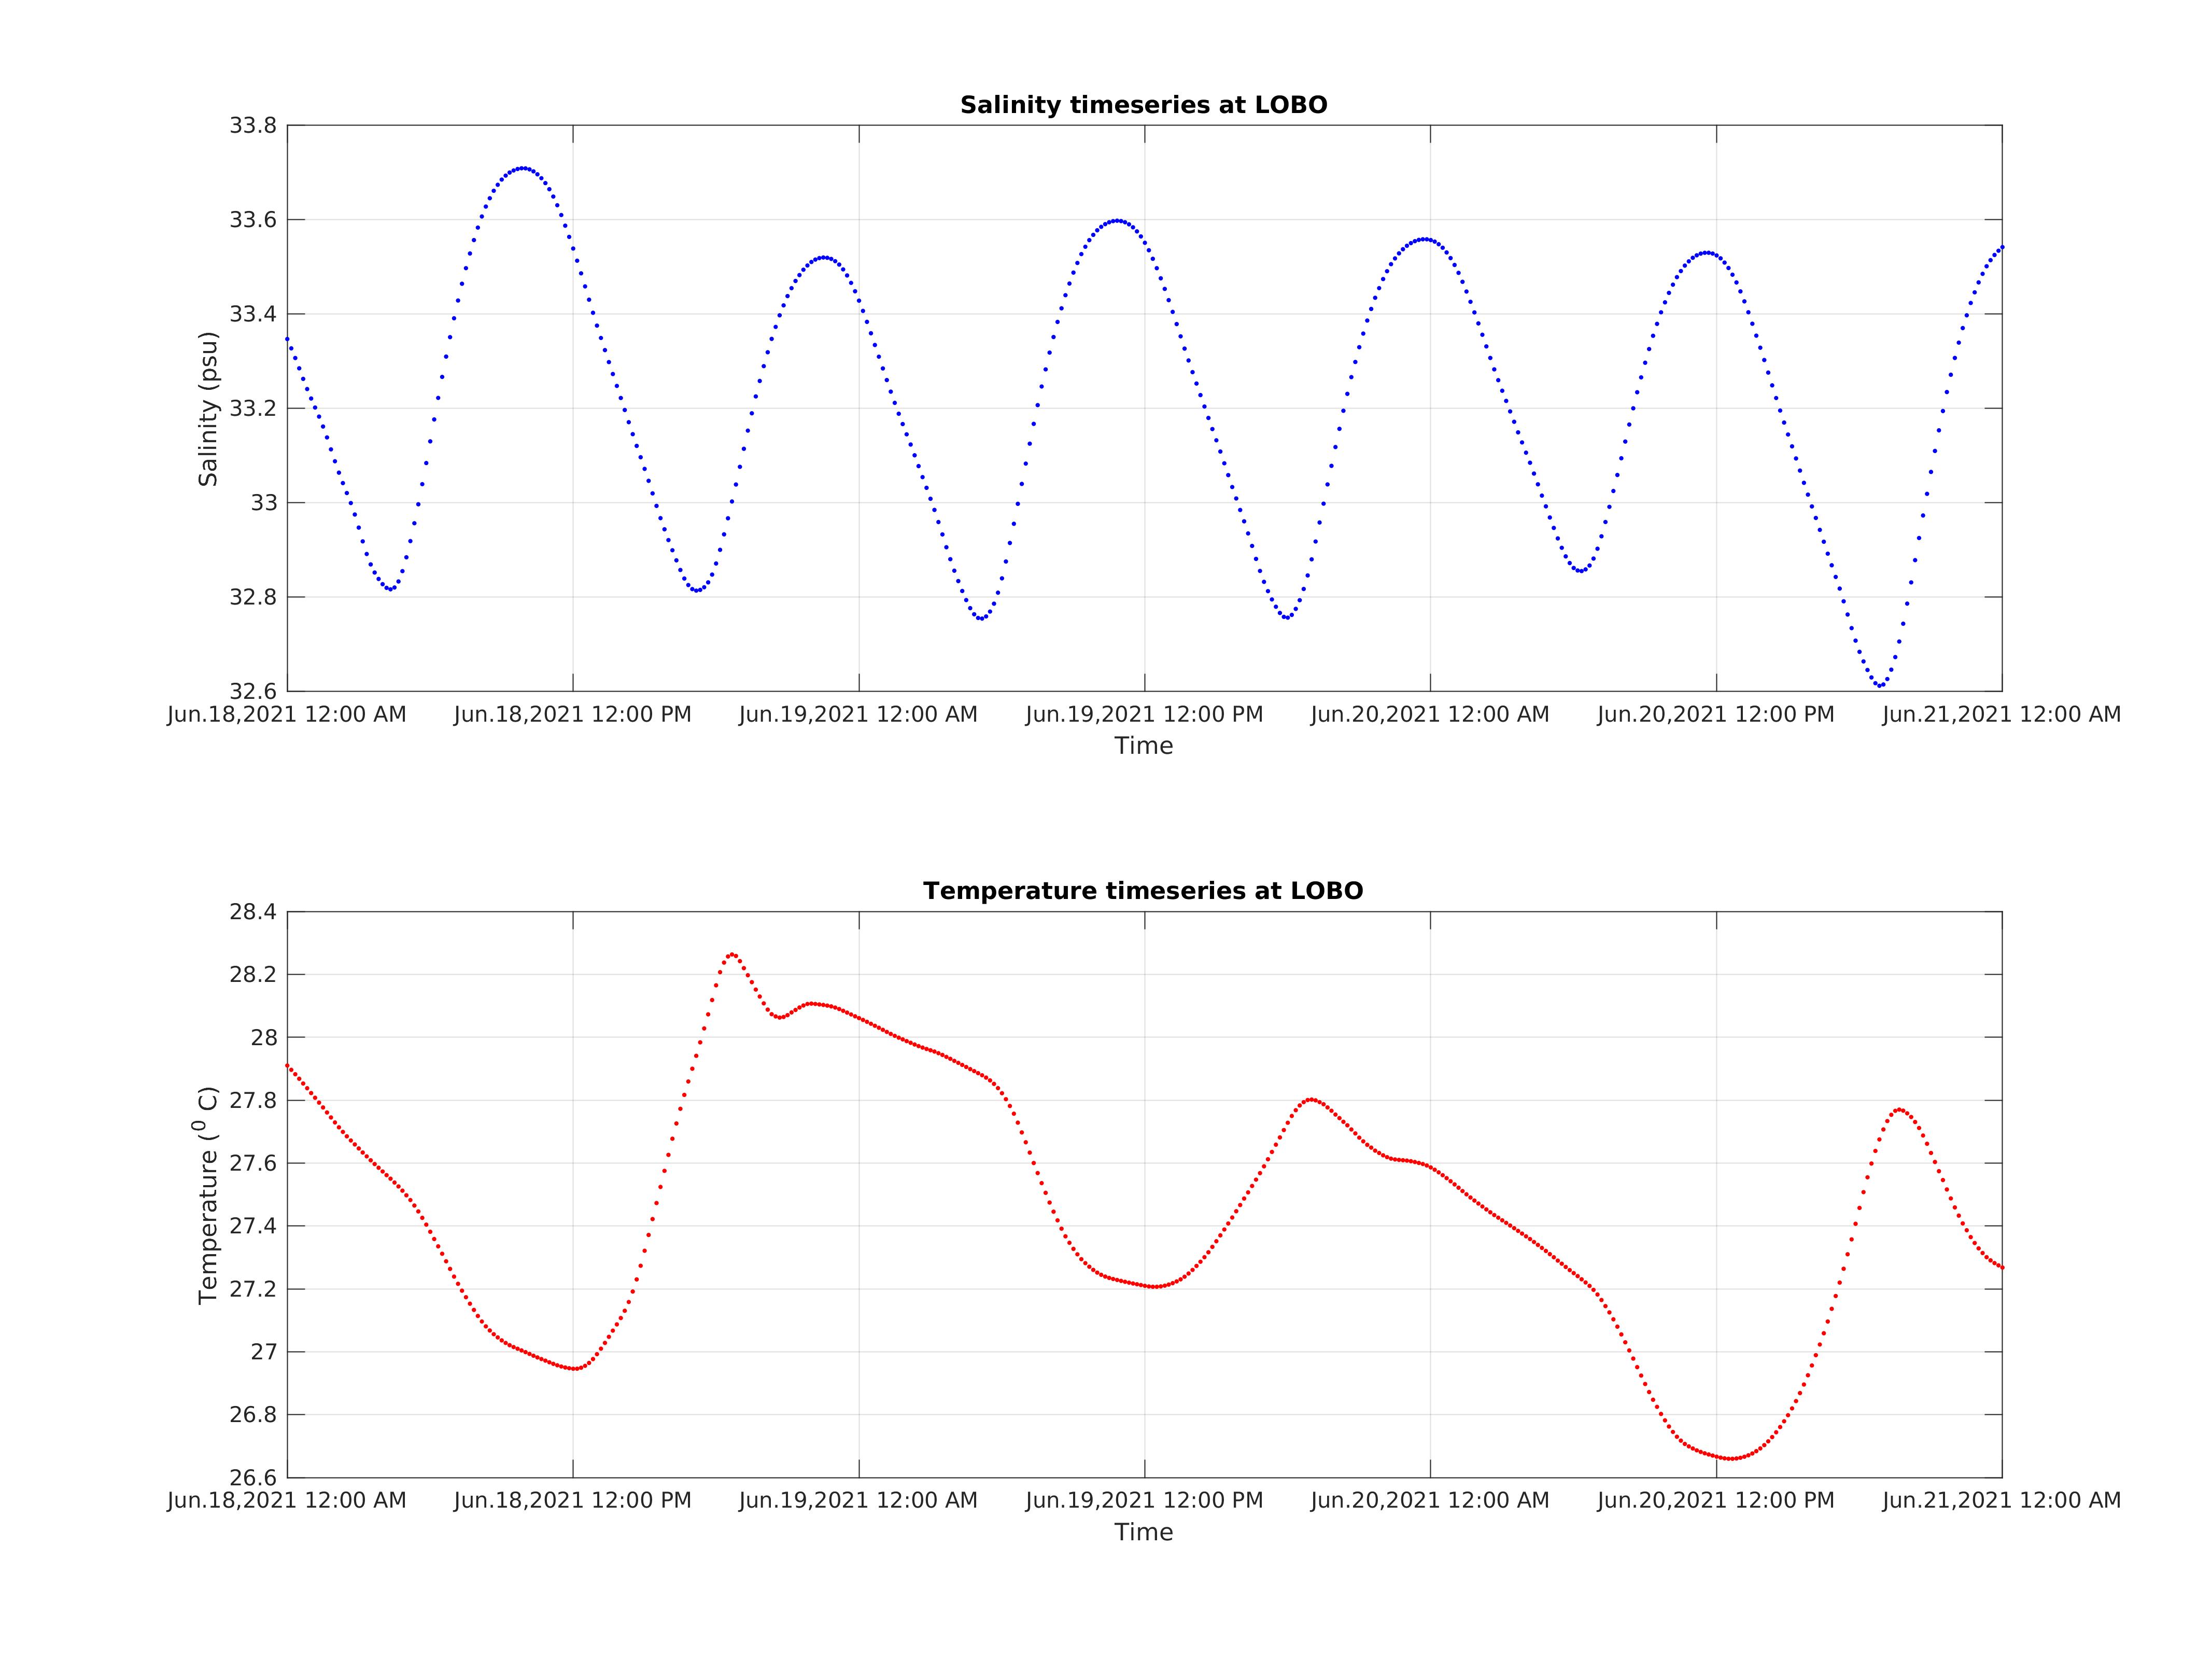 Salinity timeseries at LOBO
33.8
33.6
33.4
33.2
33
32.8
32.6
Salinity (psu)
Jun.18,2021 12:00 AM Jun.18,2021 12:00 PM Jun.19,2021 12:00 AM Jun.19,2021 12:00 PM Jun.20,2021 12:00 AM Jun.20,2021 12:00 PM Jun.21,2021 12:00 AM
Time
Temperature timeseries at LOBO
28.4
28.2
28
27.8
27.6
27.4
27.2
27
26.8
26.6
Temperature (⁰ C)
Jun.18,2021 12:00 AM Jun.18,2021 12:00 PM Jun.19,2021 12:00 AM Jun.19,2021 12:00 PM Jun.20,2021 12:00 AM Jun.20,2021 12:00 PM Jun.21,2021 12:00 AM
Time